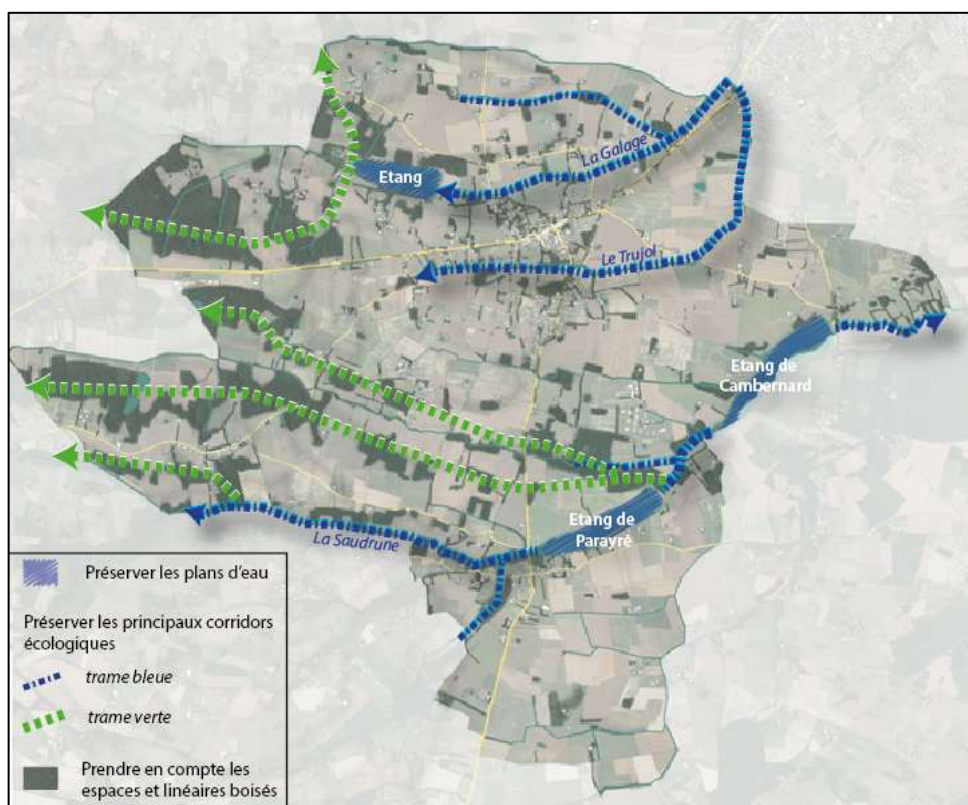 La Galage
Etang
Le Trujol
Etang de
Cambernard
Etang de
Parayré
La Saudrune
Préserver les plans d'eau
Préserver les principaux corridors
écologiques
trame bleue
trame verte
Prendre en compte les
espaces et linéaires boisés